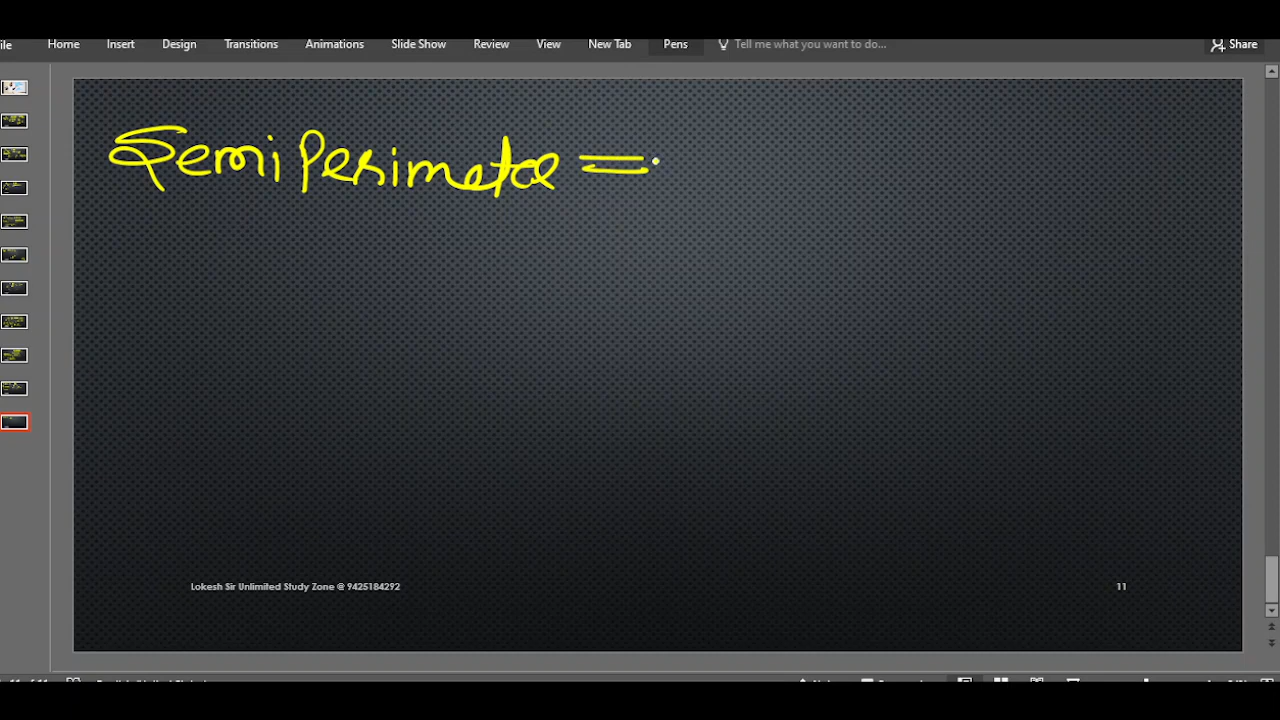 File Home Insert Design Transitions Animations Slide Show Review View New Tab Pens Tell me what you want to do... Share
Semi Perimeter =
Lokesh Sir Unlimited Study Zone @ 9425184292
11